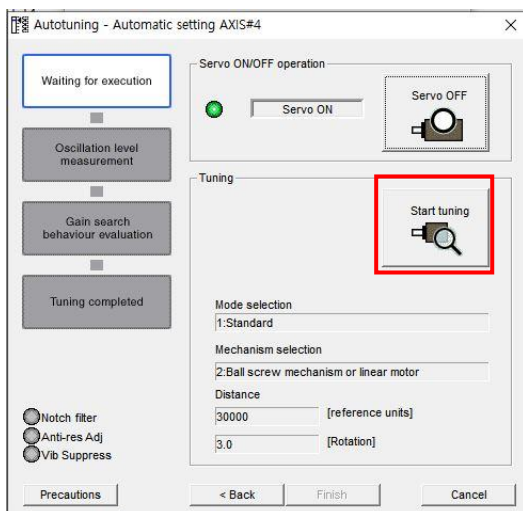 Autotuning - Automatic setting AXIS#4
Waiting for execution
Oscillation level
measurement
Gain search
behaviour evaluation
Tuning completed
Notch filter
Anti-res Adj
Vib Suppress
Servo ON/OFF operation
Servo ON
Servo OFF
Tuning
Start tuning
Mode selection
1:Standard
Mechanism selection
2:Ball screw mechanism or linear motor
Distance
30000 [reference units]
3.0 [Rotation]
Precautions
< Back
Finish
Cancel